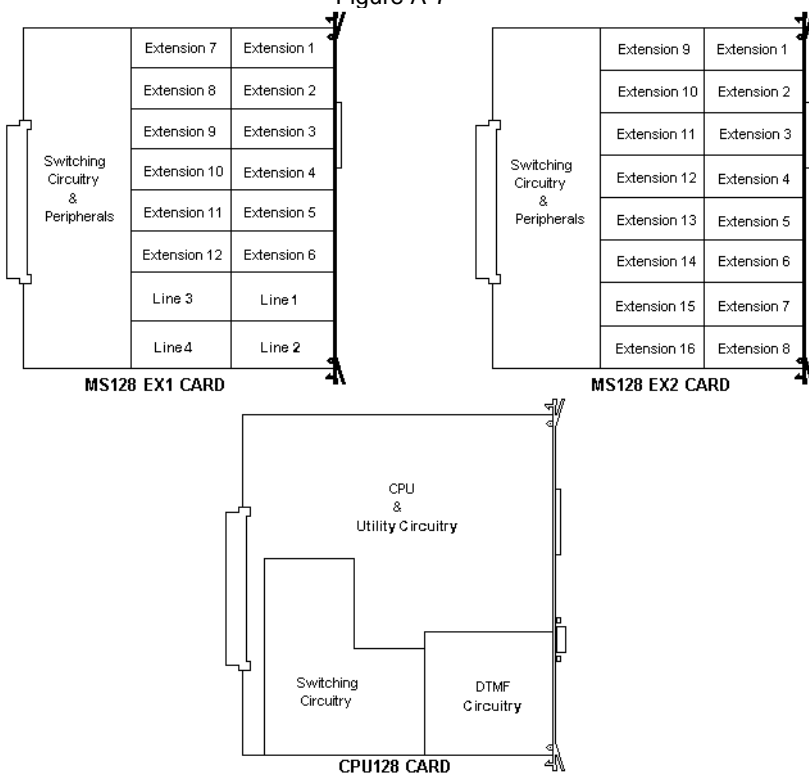 Figure A-7
Extension 7 Extension 1
Extension 8 Extension 2
Extension 9 Extension 3
Extension 10 Extension 4
Extension 11 Extension 5
Extension 12 Extension 6
Line 3 Line 1
Line 4 Line 2
Switching
Circuitry
&
Peripherals
MS128 EX1 CARD
Extension 9 Extension 1
Extension 10 Extension 2
Extension 11 Extension 3
Extension 12 Extension 4
Extension 13 Extension 5
Extension 14 Extension 6
Extension 15 Extension 7
Extension 16 Extension 8
Switching
Circuitry
&
Peripherals
MS128 EX2 CARD
CPU
&
Utility Circuitry
Switching
Circuitry
DTMF
Circuitry
CPU128 CARD